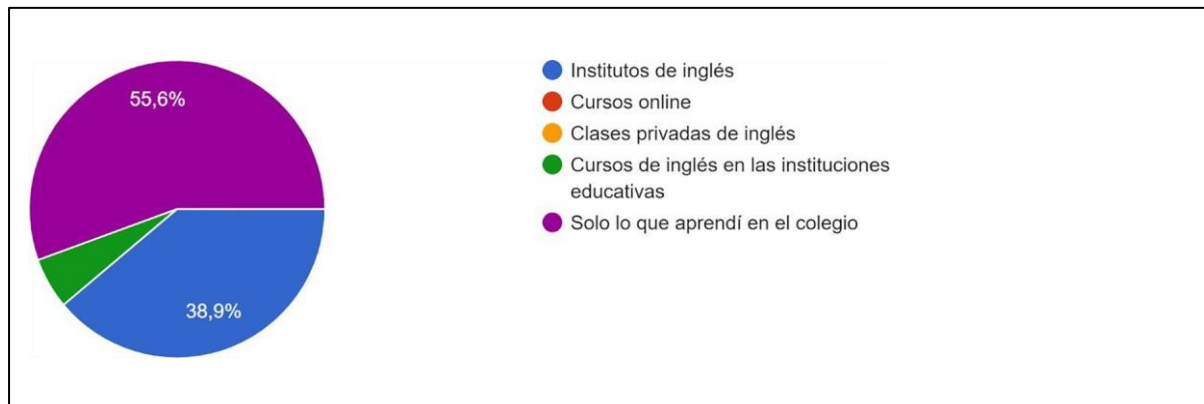 55,6%
38,9%
Institutos de inglés
Cursos online
Clases privadas de inglés
Cursos de inglés en las instituciones
educativas
Solo lo que aprendí en el colegio